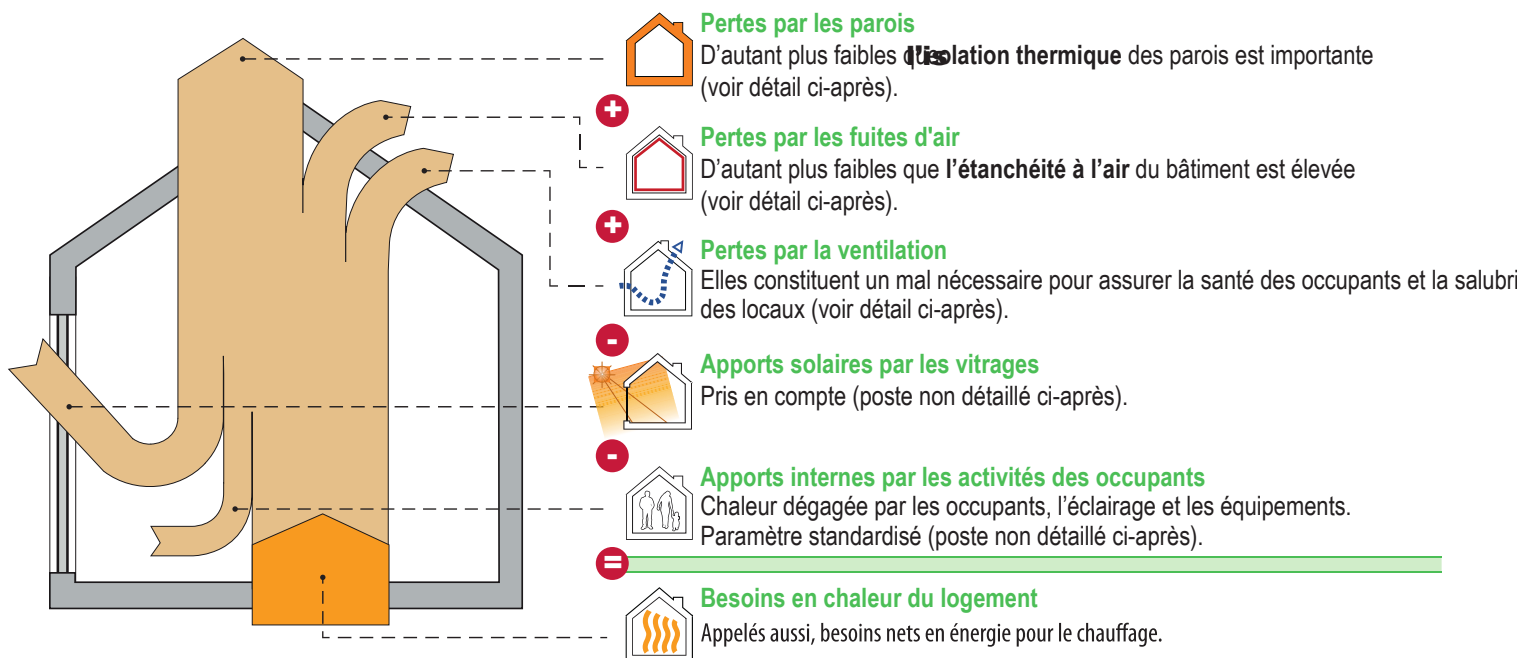 Pertes par les parois
D'autant plus faibles que l'isolation thermique des parois est importante
(voir détail ci-après).
+
Pertes par les fuites d'air
D'autant plus faibles que l'étanchéité à l'air du bâtiment est élevée
(voir détail ci-après).
+
Pertes par la ventilation
Elles constituent un mal nécessaire pour assurer la santé des occupants et la salubri
des locaux (voir détail ci-après).
-
Apports solaires par les vitrages
Pris en compte (poste non détaillé ci-après).
-
Apports internes par les activités des occupants
Chaleur dégagée par les occupants, l'éclairage et les équipements.
Paramètre standardisé (poste non détaillé ci-après).
=
Besoins en chaleur du logement
Appelés aussi, besoins nets en énergie pour le chauffage.